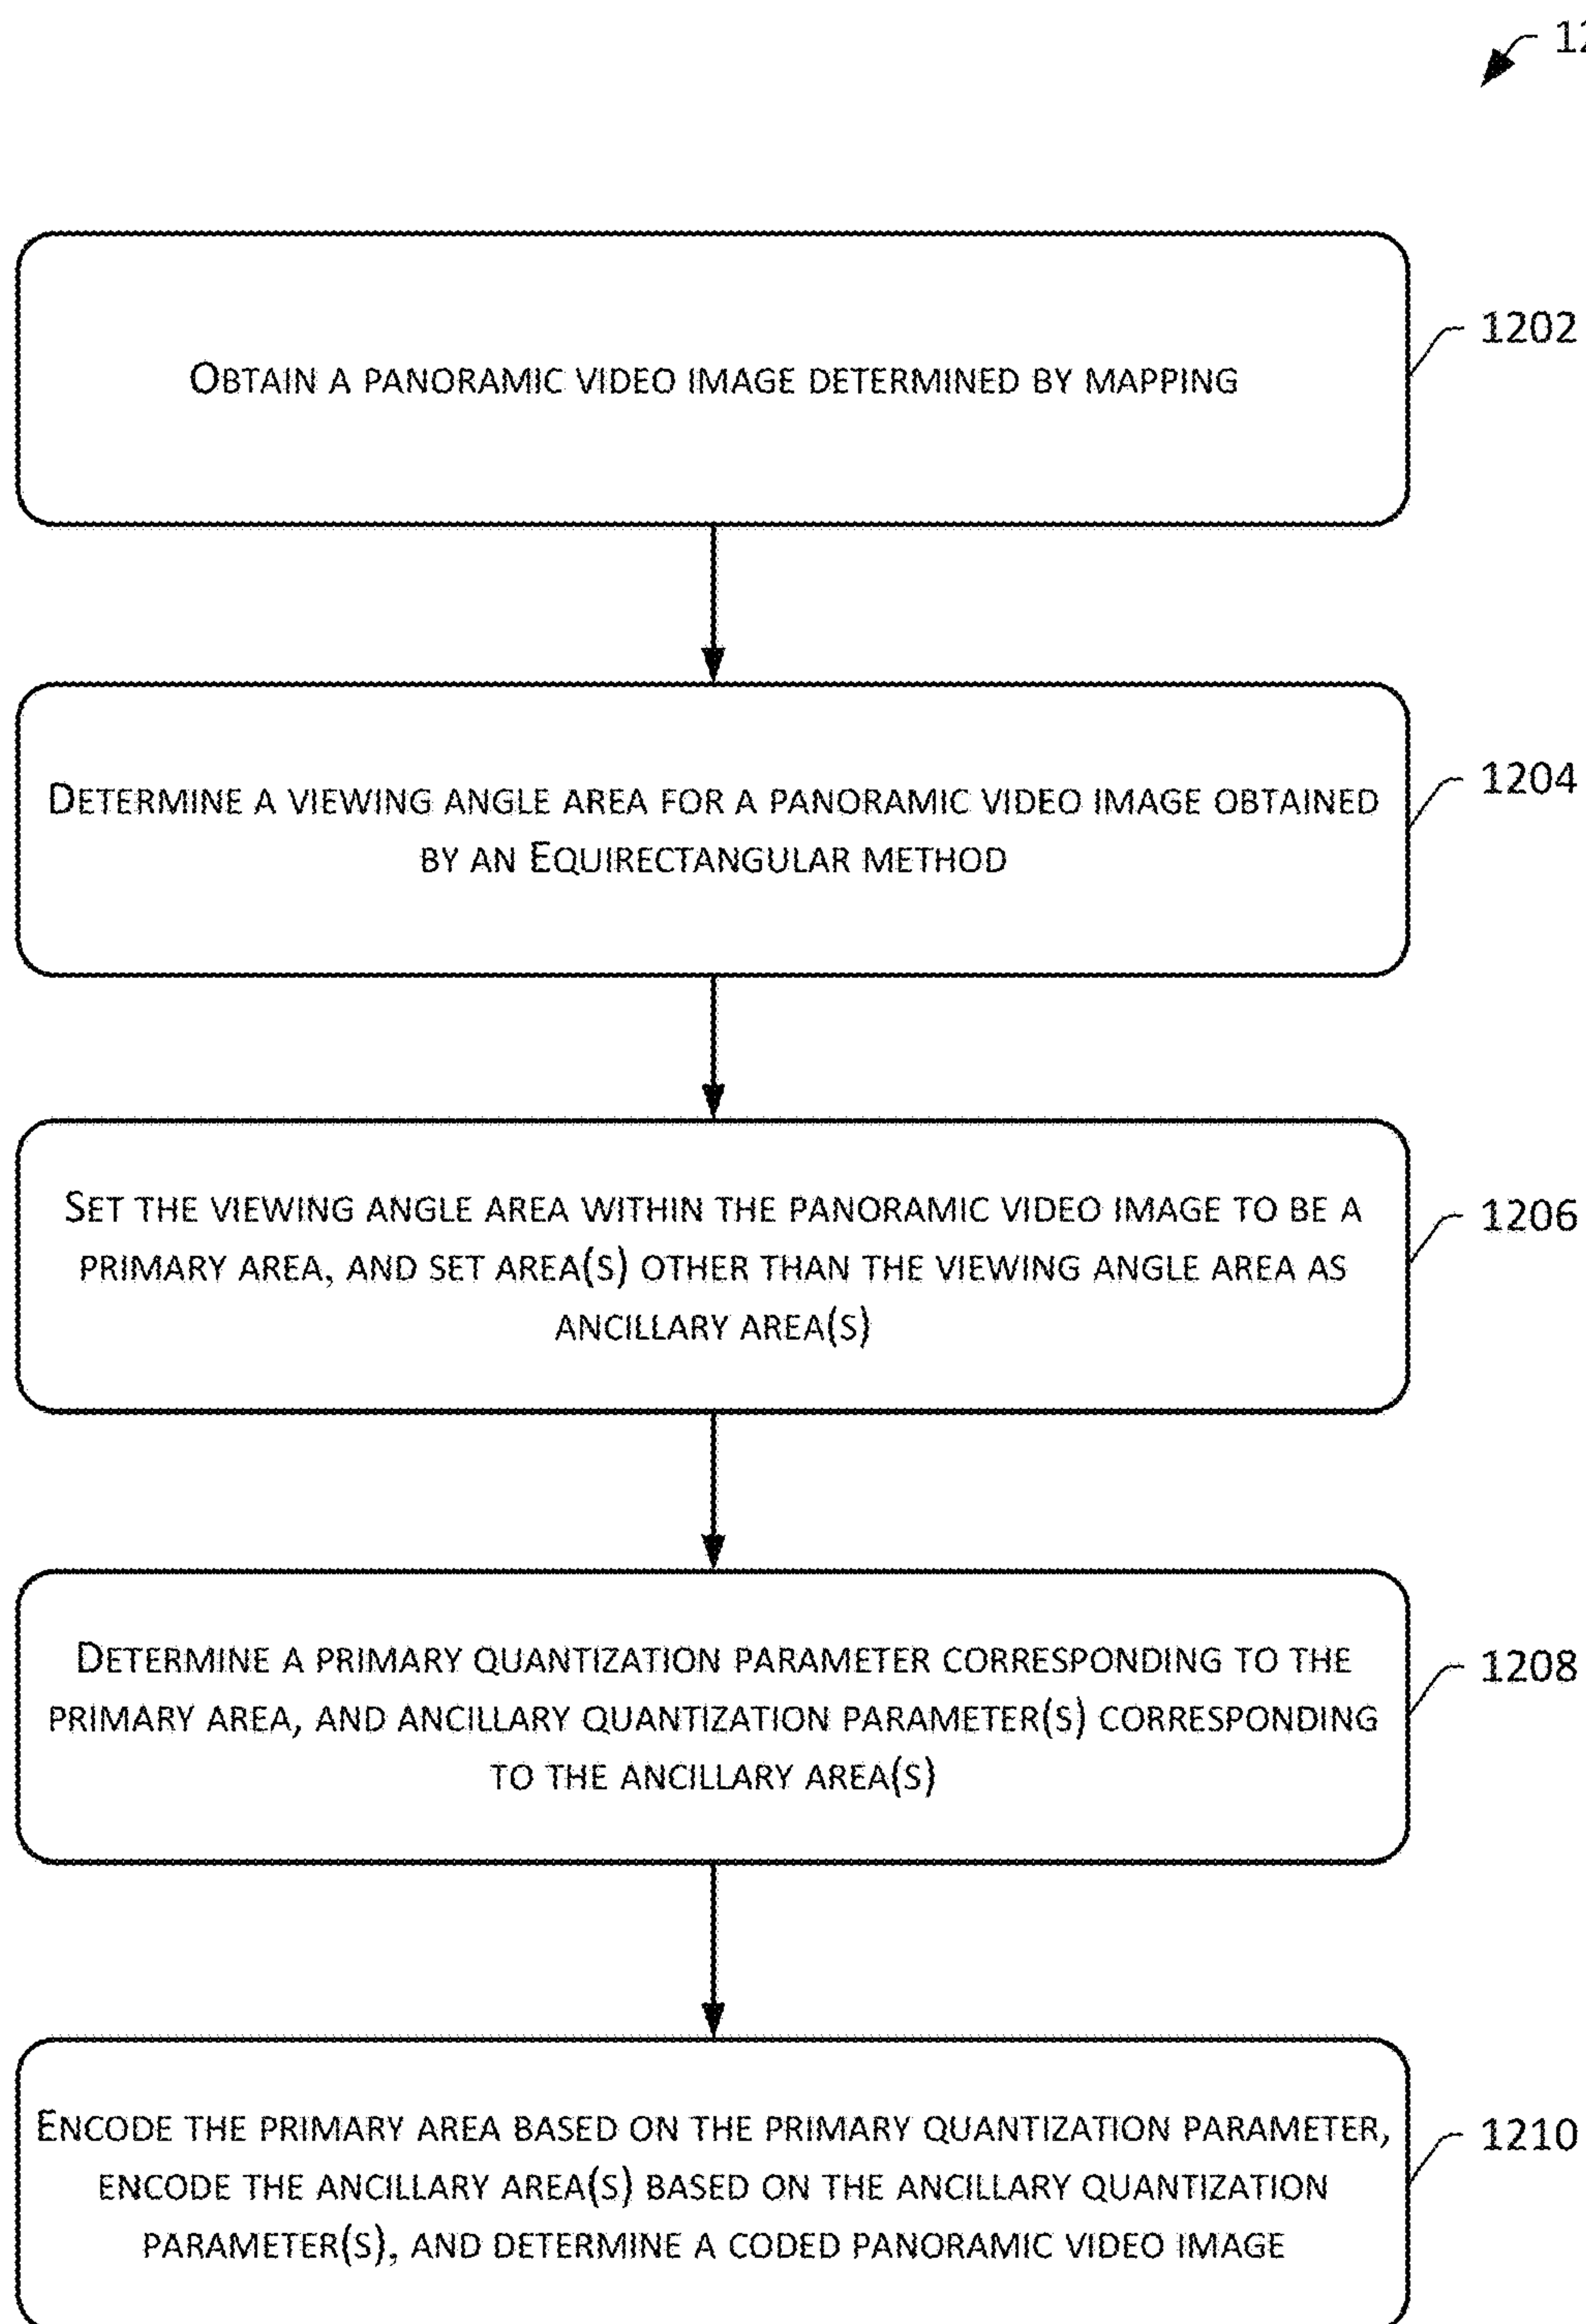 12
OBTAIN A PANORAMIC VIDEO IMAGE DETERMINED BY MAPPING
1202
DETERMINE A VIEWING ANGLE AREA FOR A PANORAMIC VIDEO IMAGE OBTAINED
BY AN EQUIRECTANGULAR METHOD
1204
SET THE VIEWING ANGLE AREA WITHIN THE PANORAMIC VIDEO IMAGE TO BE A
PRIMARY AREA, AND SET AREA(S) OTHER THAN THE VIEWING ANGLE AREA AS
ANCILLARY AREA(S)
1206
DETERMINE A PRIMARY QUANTIZATION PARAMETER CORRESPONDING TO THE
PRIMARY AREA, AND ANCILLARY QUANTIZATION PARAMETER(S) CORRESPONDING
TO THE ANCILLARY AREA(S)
1208
ENCODE THE PRIMARY AREA BASED ON THE PRIMARY QUANTIZATION PARAMETER,
ENCODE THE ANCILLARY AREA(S) BASED ON THE ANCILLARY QUANTIZATION
PARAMETER(S), AND DETERMINE A CODED PANORAMIC VIDEO IMAGE
1210